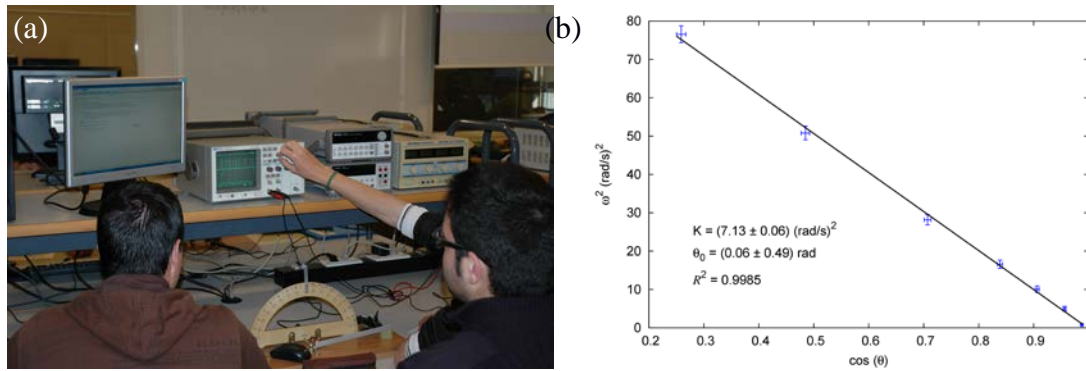 (a)
(b)
80
70
60
50
40
30
20
10
0
ω² (rad/s)²
K = (7.13 ± 0.06) (rad/s)²
θ₀ = (0.06 ± 0.49) rad
R² = 0.9985
0.2 0.3 0.4 0.5 0.6 0.7 0.8 0.9
cos (θ)